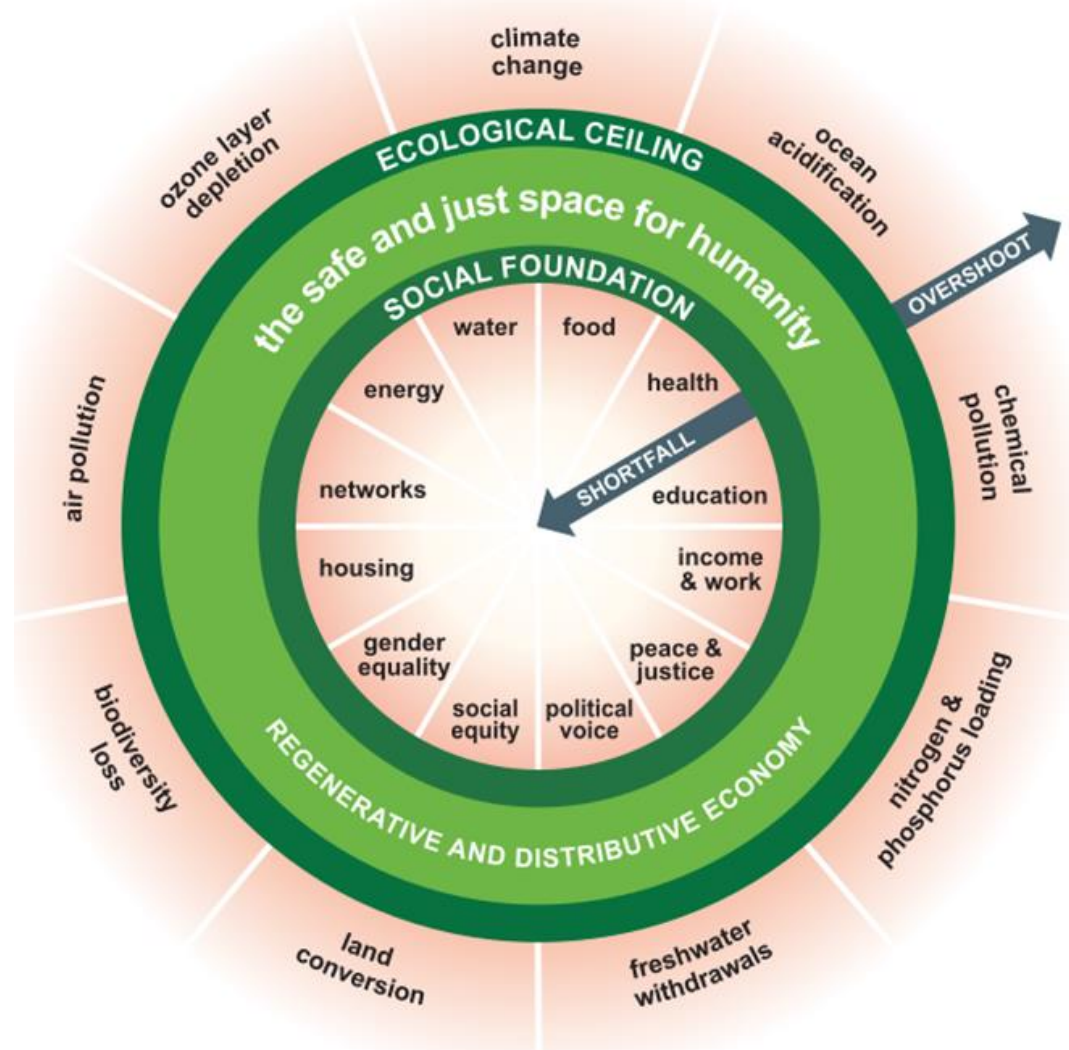 climate
change
ozone layer
depletion
ocean
acidification
ECOLOGICAL CEILING
the safe and just space for humanity
OVERSHOOT
SOCIAL FOUNDATION
water
food
energy
health
air pollution
chemical
pollution
SHORTFALL
networks
education
housing
income
& work
gender
equality
peace &
justice
social
equity
political
voice
biodiversity
loss
nitrogen &
phosphorus loading
REGENERATIVE AND DISTRIBUTIVE ECONOMY
land
conversion
freshwater
withdrawals